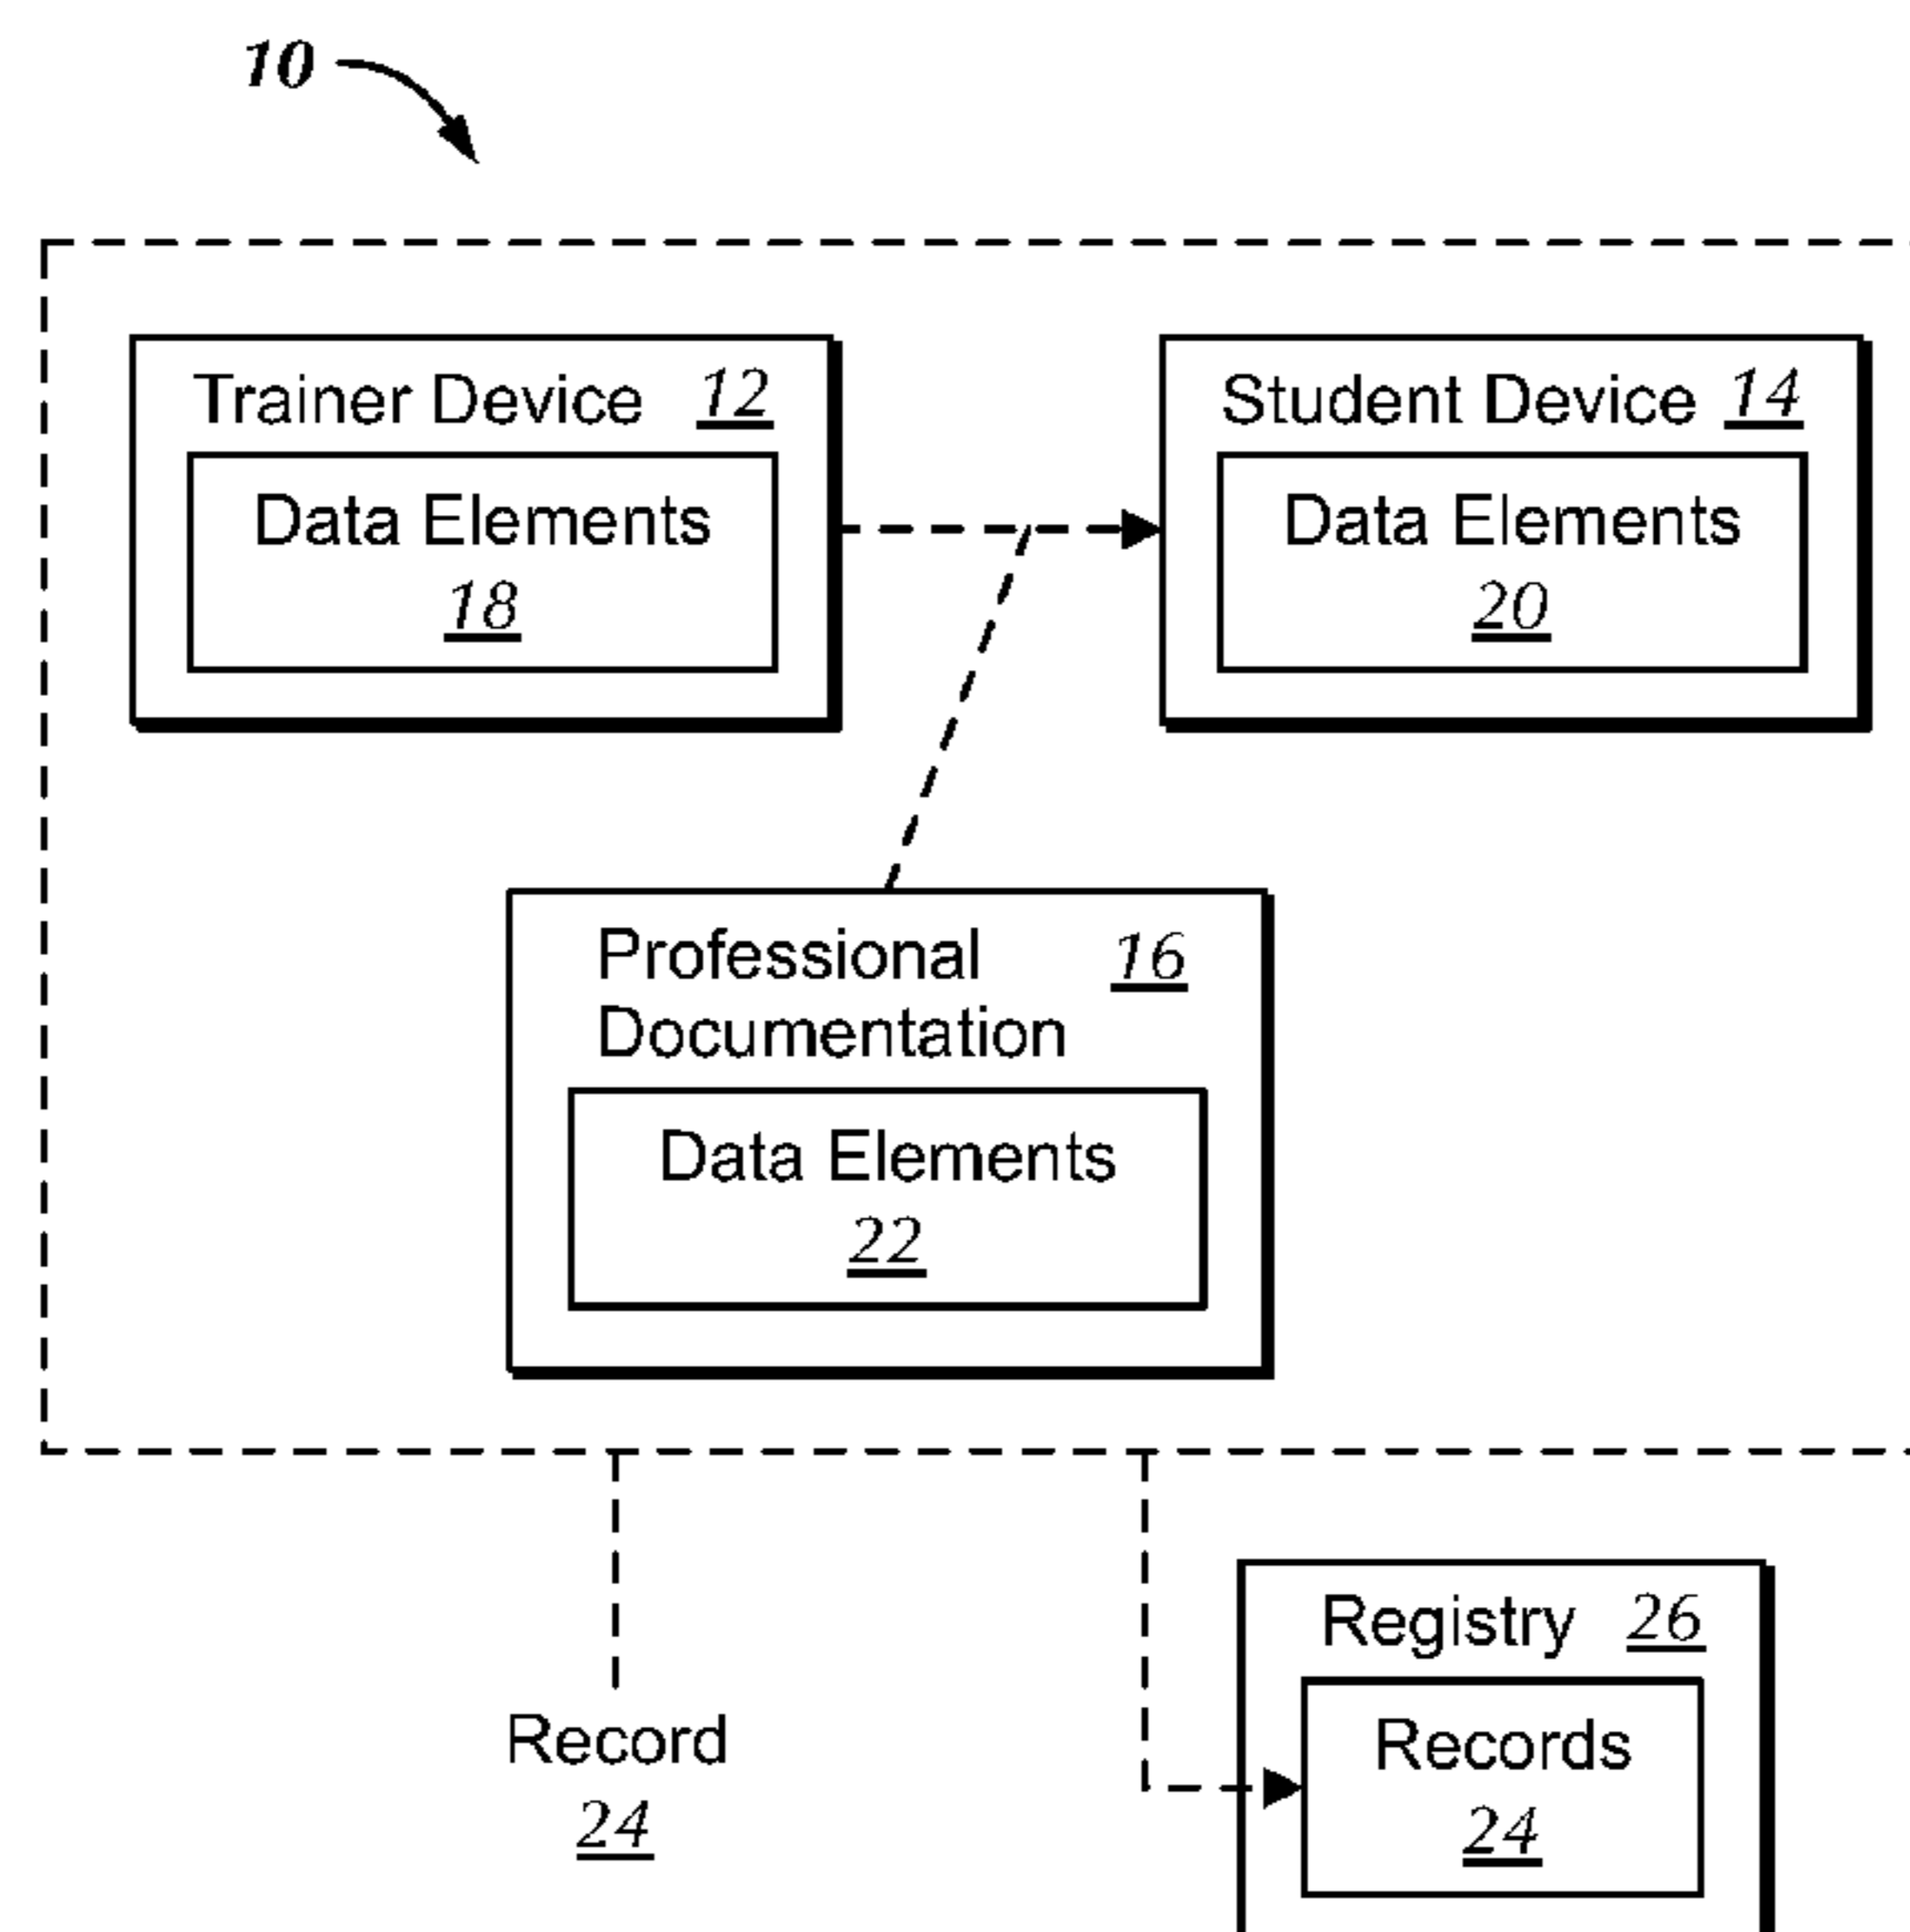 10
Trainer Device 12
Data Elements
18
Student Device 14
Data Elements
20
Professional 16
Documentation
Data Elements
22
Record
24
Registry 26
Records
24